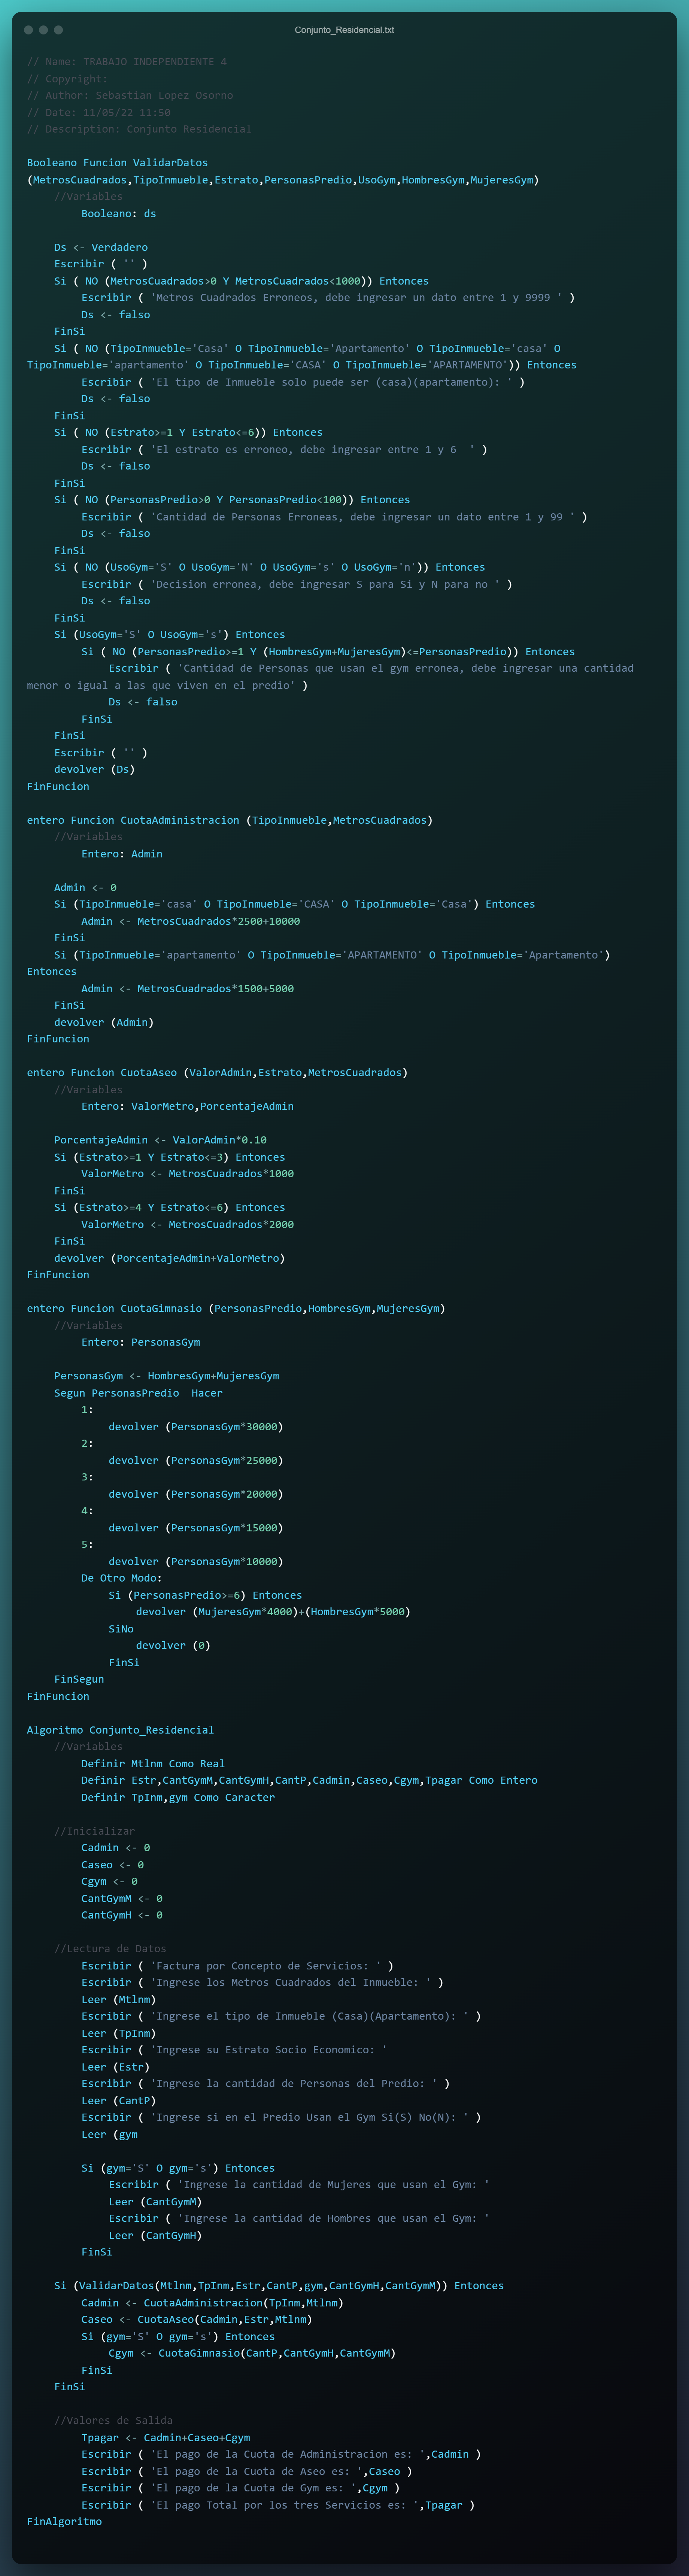 Conjunto_Residencial.txt
// Name: TRABAJO INDEPENDIENTE 4
// Copyright:
// Author: Sebastian Lopez Osorno
// Date: 11/05/22 11:50
// Description: Conjunto Residencial
Booleano Funcion ValidarDatos
(MetrosCuadrados,TipoInmueble,Estrato,PersonasPredio,UsoGym,HombresGym,MujeresGym)
//Variables
Booleano: ds
Ds <- Verdadero
Escribir ( '' )
Si ( NO (MetrosCuadrados>0 Y MetrosCuadrados<1000)) Entonces
Escribir ( 'Metros Cuadrados Erroneos, debe ingresar un dato entre 1 y 9999 ' )
Ds <- falso
FinSi
Si ( NO (TipoInmueble='Casa' O TipoInmueble='Apartamento' O TipoInmueble='casa' O
TipoInmueble='apartamento' O TipoInmueble='CASA' O TipoInmueble='APARTAMENTO')) Entonces
Escribir ( 'El tipo de Inmueble solo puede ser (casa)(apartamento): ' )
Ds <- falso
FinSi
Si ( NO (Estrato>=1 Y Estrato<=6)) Entonces
Escribir ( 'El estrato es erroneo, debe ingresar entre 1 y 6  ' )
Ds <- falso
FinSi
Si ( NO (PersonasPredio>0 Y PersonasPredio<100)) Entonces
Escribir ( 'Cantidad de Personas Erroneas, debe ingresar un dato entre 1 y 99 ' )
Ds <- falso
FinSi
Si ( NO (UsoGym='S' O UsoGym='N' O UsoGym='s' O UsoGym='n')) Entonces
Escribir ( 'Decision erronea, debe ingresar S para Si y N para no ' )
Ds <- falso
FinSi
Si (UsoGym='S' O UsoGym='s') Entonces
Si ( NO (PersonasPredio>=1 Y (HombresGym+MujeresGym)<=PersonasPredio)) Entonces
Escribir ( 'Cantidad de Personas que usan el gym erronea, debe ingresar una cantidad
menor o igual a las que viven en el predio' )
Ds <- falso
FinSi
FinSi
Escribir ( '' )
devolver (Ds)
FinFuncion
entero Funcion CuotaAdministracion (TipoInmueble,MetrosCuadrados)
//Variables
Entero: Admin
Admin <- 0
Si (TipoInmueble='casa' O TipoInmueble='CASA' O TipoInmueble='Casa') Entonces
Admin <- MetrosCuadrados*2500+10000
FinSi
Si (TipoInmueble='apartamento' O TipoInmueble='APARTAMENTO' O TipoInmueble='Apartamento')
Entonces
Admin <- MetrosCuadrados*1500+5000
FinSi
devolver (Admin)
FinFuncion
entero Funcion CuotaAseo (ValorAdmin,Estrato,MetrosCuadrados)
//Variables
Entero: ValorMetro,PorcentajeAdmin
PorcentajeAdmin <- ValorAdmin*0.10
Si (Estrato>=1 Y Estrato<=3) Entonces
ValorMetro <- MetrosCuadrados*1000
FinSi
Si (Estrato>=4 Y Estrato<=6) Entonces
ValorMetro <- MetrosCuadrados*2000
FinSi
devolver (PorcentajeAdmin+ValorMetro)
FinFuncion
entero Funcion CuotaGimnasio (PersonasPredio,HombresGym,MujeresGym)
//Variables
Entero: PersonasGym
PersonasGym <- HombresGym+MujeresGym
Segun PersonasPredio  Hacer
1:
devolver (PersonasGym*30000)
2:
devolver (PersonasGym*25000)
3:
devolver (PersonasGym*20000)
4:
devolver (PersonasGym*15000)
5:
devolver (PersonasGym*10000)
De Otro Modo:
Si (PersonasPredio>=6) Entonces
devolver (MujeresGym*4000)+(HombresGym*5000)
SiNo
devolver (0)
FinSi
FinSegun
FinFuncion
Algoritmo Conjunto_Residencial
//Variables
Definir Mtlnm Como Real
Definir Estr,CantGymM,CantGymH,CantP,Cadmin,Caseo,Cgym,Tpagar Como Entero
Definir TpInm,gym Como Caracter
//Inicializar
Cadmin <- 0
Caseo <- 0
Cgym <- 0
CantGymM <- 0
CantGymH <- 0
//Lectura de Datos
Escribir ( 'Factura por Concepto de Servicios: ' )
Escribir ( 'Ingrese los Metros Cuadrados del Inmueble: ' )
Leer (Mtlnm)
Escribir ( 'Ingrese el tipo de Inmueble (Casa)(Apartamento): ' )
Leer (TpInm)
Escribir ( 'Ingrese su Estrato Socio Economico: '
Leer (Estr)
Escribir ( 'Ingrese la cantidad de Personas del Predio: ' )
Leer (CantP)
Escribir ( 'Ingrese si en el Predio Usan el Gym Si(S) No(N): ' )
Leer (gym
Si (gym='S' O gym='s') Entonces
Escribir ( 'Ingrese la cantidad de Mujeres que usan el Gym: '
Leer (CantGymM)
Escribir ( 'Ingrese la cantidad de Hombres que usan el Gym: '
Leer (CantGymH)
FinSi
Si (ValidarDatos(Mtlnm,TpInm,Estr,CantP,gym,CantGymH,CantGymM)) Entonces
Cadmin <- CuotaAdministracion(TpInm,Mtlnm)
Caseo <- CuotaAseo(Cadmin,Estr,Mtlnm)
Si (gym='S' O gym='s') Entonces
Cgym <- CuotaGimnasio(CantP,CantGymH,CantGymM)
FinSi
FinSi
//Valores de Salida
Tpagar <- Cadmin+Caseo+Cgym
Escribir ( 'El pago de la Cuota de Administracion es: ',Cadmin )
Escribir ( 'El pago de la Cuota de Aseo es: ',Caseo )
Escribir ( 'El pago de la Cuota de Gym es: ',Cgym )
Escribir ( 'El pago Total por los tres Servicios es: ',Tpagar )
FinAlgoritmo